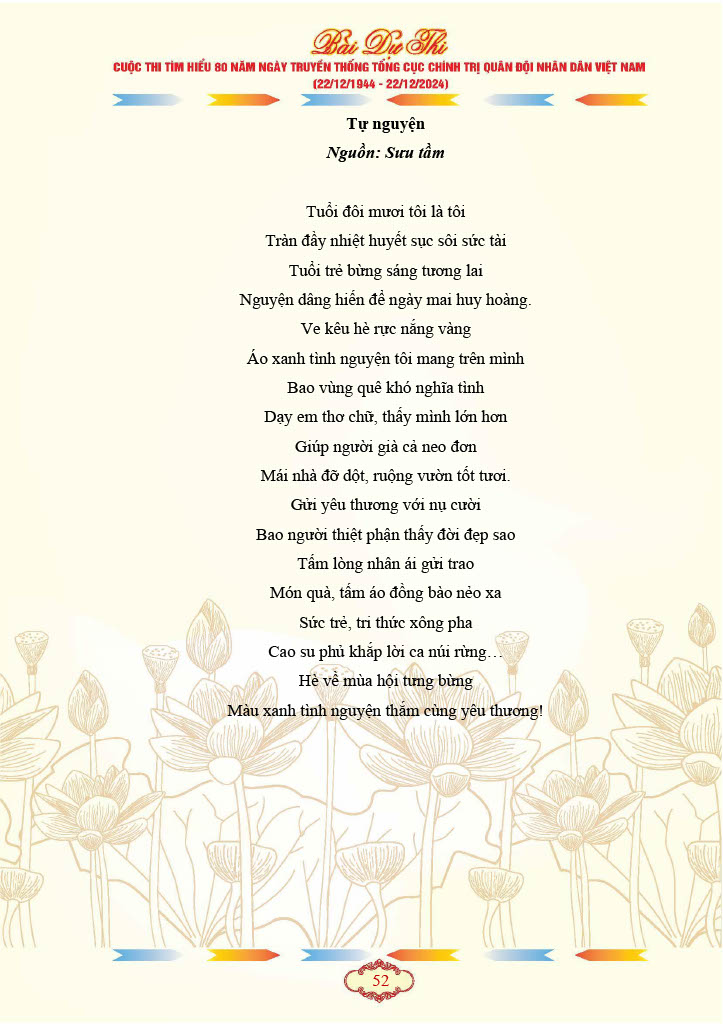 Bài Dự Thi
CUỘC THI TÌM HIỂU 80 NĂM NGÀY TRUYỀN THỐNG TỔNG CỤC CHÍNH TRỊ QUÂN ĐỘI NHÂN DÂN VIỆT NAM
(22/12/1944 - 22/12/2024)
Tự nguyện
Nguồn: Sưu tầm
Tuổi đôi mươi tôi là tôi
Tràn đầy nhiệt huyết sục sôi sức tài
Tuổi trẻ bừng sáng tương lai
Nguyện dâng hiến để ngày mai huy hoàng.
Ve kêu hè rực nắng vàng
Áo xanh tình nguyện tôi mang trên mình
Bao vùng quê khó nghĩa tình
Dạy em thơ chữ, thấy mình lớn hơn
Giúp người già cả neo đơn
Mái nhà đỡ dột, ruộng vườn tốt tươi.
Gửi yêu thương với nụ cười
Bao người thiệt phận thấy đời đẹp sao
Tấm lòng nhân ái gửi trao
Món quà, tấm áo đồng bào nẻo xa
Sức trẻ, tri thức xông pha
Cao su phủ khắp lời ca núi rừng…
Hè về mùa hội tưng bừng
Màu xanh tình nguyện thắm cùng yêu thương!
52